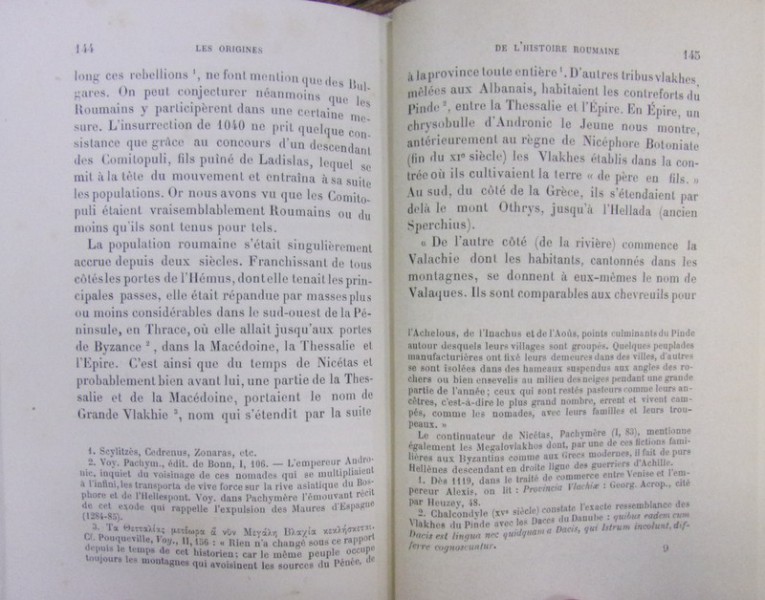 144
LES ORIGINES
long ces rebellions ¹, ne font mention que des Bul-
gares. On peut conjecturer néanmoins que les
Roumains y participèrent dans une certaine me-
sure. L'insurrection de 1040 ne prit quelque con-
sistance que grâce au concours d'un descendant
des Comitopuli, fils puîné de Ladislas, lequel se
mit à la tête du mouvement et entraîna à sa suite
les populations. Or nous avons vu que les Comito-
puli étaient vraisemblablement Roumains ou du
moins qu'ils sont tenus pour tels.
La population roumaine s'était singulièrement
accrue depuis deux siècles. Franchissant de tous
côtés les portes de l'Hémus, dont elle tenait les prin-
cipales passes, elle était répandue par masses plus
ou moins considérables dans le sud-ouest de la Pé-
ninsule, en Thrace, où elle allait jusqu'aux portes
de Byzance ², dans la Macédoine, la Thessalie et
l'Epire. C'est ainsi que du temps de Nicétas et
probablement bien avant lui, une partie de la Thes-
salie et de la Macédoine, portaient le nom de
Grande Vlakhie ³, nom qui s'étendit par la suite
1. Scylitzès, Cedrenus, Zonaras, etc.
2. Voy. Pachym., édit. de Bonn, I, 106. — L'empereur Andro-
nic, inquiet du voisinage de ces nomades qui se multipliaient
à l'infini, les transporta de vive force sur la rive asiatique du Bos-
phore et de l'Hellespont. Voy. dans Pachymère l'émouvant récit
de cet exode qui rappelle l'expulsion des Maures d'Espagne
(1284-85).
3. Τα Θετταλίας μετέωρα ἃ νῦν Μεγάλη Βλαχία κικλήσκεται.
Cf. Pouqueville, Voy., II, 156 : « Rien n'a changé sous ce rapport
depuis le temps de cet historien: car le même peuple occupe
toujours les montagnes qui avoisinent les sources du Pénée, de
DE L'HISTOIRE ROUMAINE
145
à la province toute entière ¹. D'autres tribus vlakhes,
mêlées aux Albanais, habitaient les contreforts du
Pinde ², entre la Thessalie et l'Épire. En Épire, un
chrysobulle d'Andronic le Jeune nous montre,
antérieurement au règne de Nicéphore Botoniate
(fin du XIᵉ siècle) les Vlakhes établis dans la con-
trée où ils cultivaient la terre « de père en fils. »
Au sud, du côté de la Grèce, ils s'étendaient par
delà le mont Othrys, jusqu'à l'Hellada (ancien
Sperchius).
« De l'autre côté (de la rivière) commence la
Valachie dont les habitants, cantonnés dans les
montagnes, se donnent à eux-mêmes le nom de
Valaques. Ils sont comparables aux chevreuils pour
l'Achelous, de l'Inachus et de l'Aoüs, points culminants du Pinde
autour desquels leurs villages sont groupés. Quelques peuplades
manufacturières ont fixé leurs demeures dans des villes, d'autres
se sont isolées dans des hameaux suspendus aux angles des ro-
chers ou bien ensevelis au milieu des neiges pendant une grande
partie de l'année; ceux qui sont restés pasteurs comme leurs an-
cêtres, c'est-à-dire le plus grand nombre, errent et vivent cam-
pés, comme les nomades, avec leurs familles et leurs trou-
peaux. »
Le continuateur de Nicétas, Pachymère (I, 83), mentionne
également les Megalovlakhos dont, par une de ces fictions fami-
lières aux Byzantins comme aux Grecs modernes, il fait de purs
Hellènes descendant en droite ligne des guerriers d'Achille.
1. Dès 1119, dans le traité de commerce entre Venise et l'em-
pereur Alexis, on lit : Provincia Vlachiæ : Georg. Acrop., cité
par Heuzey, 48.
2. Chalcondyle (XVᵉ siècle) constate l'exacte ressemblance des
Vlakhes du Pinde avec les Daces du Danube : quibus eadem cum
Dacis est lingua nec quidquam a Dacis, qui Istrum incolunt, dif-
ferre cognoscuntur.
9